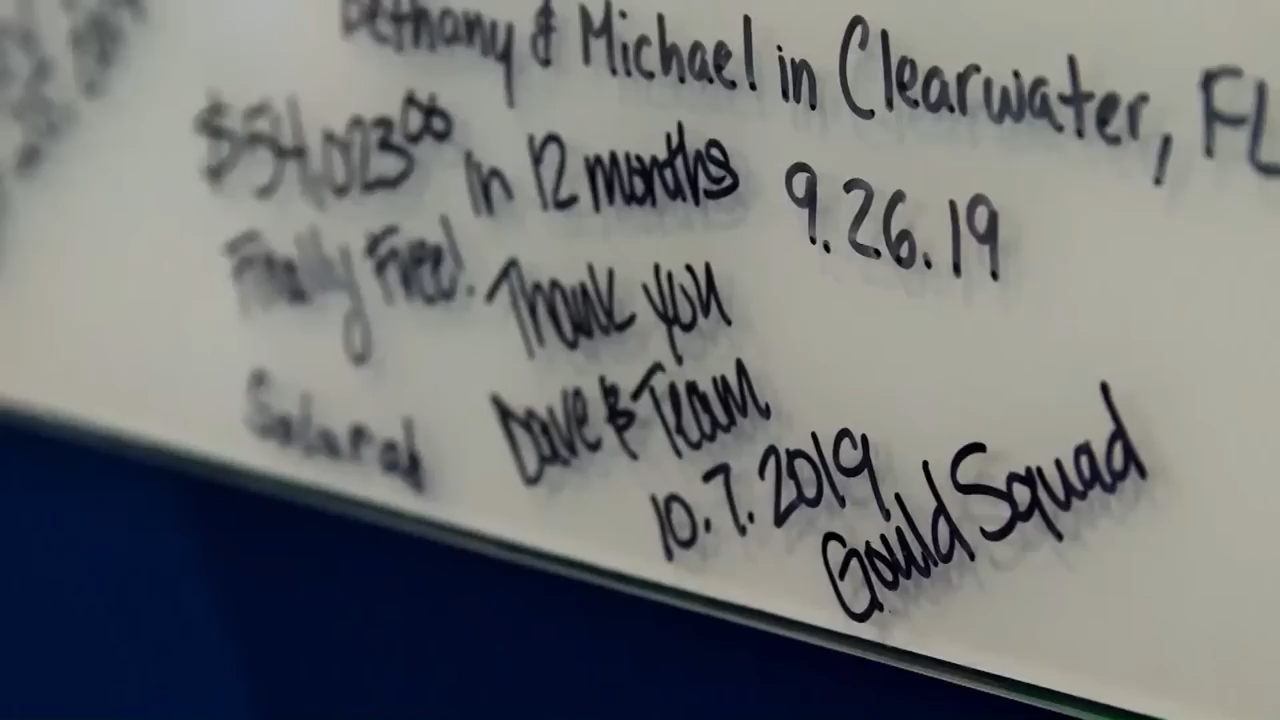 Bethany & Michael in Clearwater, FL
$54,023.00 in 12 months 9.26.19
Finally Free! Thank you
Dave & Team
10.7.2019
Gould Squad